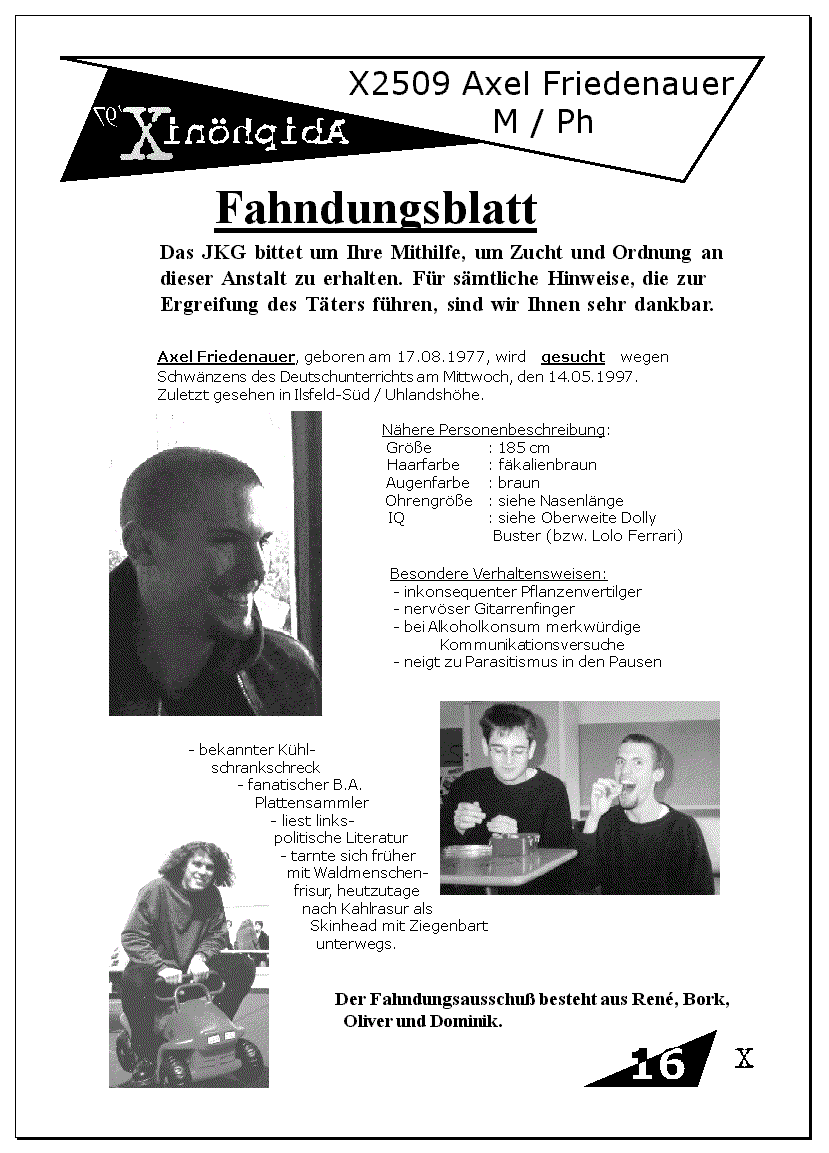 X2509 Axel Friedenauer
M / Ph
Abiphöni X '97
Fahndungsblatt
Das JKG bittet um Ihre Mithilfe, um Zucht und Ordnung an
dieser Anstalt zu erhalten. Für sämtliche Hinweise, die zur
Ergreifung des Täters führen, sind wir Ihnen sehr dankbar.
Axel Friedenauer, geboren am 17.08.1977, wird gesucht wegen
Schwänzens des Deutschunterrichts am Mittwoch, den 14.05.1997.
Zuletzt gesehen in Ilsfeld-Süd / Uhlandshöhe.
Nähere Personenbeschreibung:
Größe : 185 cm
Haarfarbe : fäkalienbraun
Augenfarbe : braun
Ohrengröße : siehe Nasenlänge
IQ : siehe Oberweite Dolly
Buster (bzw. Lolo Ferrari)
Besondere Verhaltensweisen:
- inkonsequenter Pflanzenvertilger
- nervöser Gitarrenfinger
- bei Alkoholkonsum merkwürdige
Kommunikationsversuche
- neigt zu Parasitismus in den Pausen
- bekannter Kühl-
schrankschreck
- fanatischer B.A.
Plattensammler
- liest links-
politische Literatur
- tarnte sich früher
mit Waldmenschen-
frisur, heutzutage
nach Kahlrasur als
Skinhead mit Ziegenbart
unterwegs.
Der Fahndungsausschuß besteht aus René, Bork,
Oliver und Dominik.
16 X